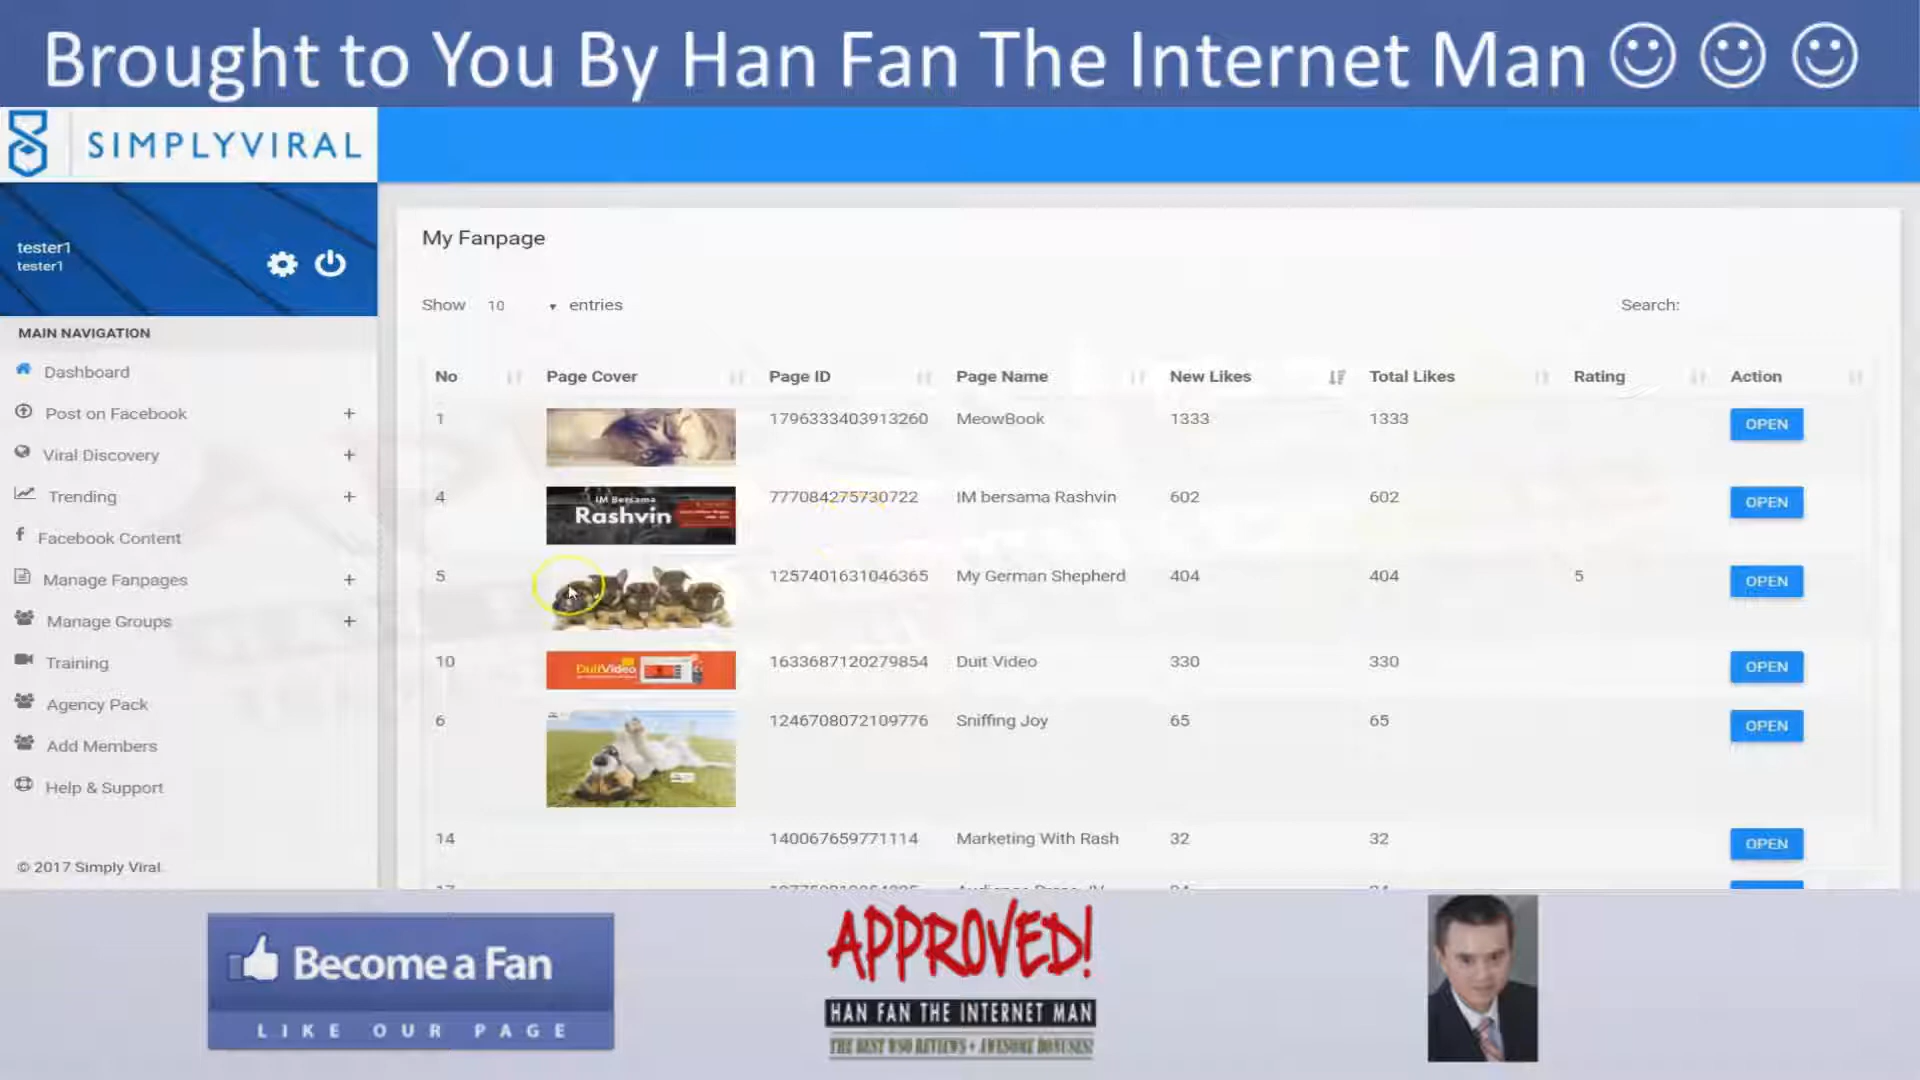 Brought to You By Han Fan The Internet Man
SIMPLYVIRAL
tester1
tester1
MAIN NAVIGATION
Dashboard
Post on Facebook +
Viral Discovery +
Trending +
Facebook Content
Manage Fanpages +
Manage Groups +
Training
Agency Pack
Add Members
Help & Support
© 2017 Simply Viral.
My Fanpage
Show 10 entries
Search:
No Page Cover Page ID Page Name New Likes Total Likes Rating Action
1 1796333403913260 MeowBook 1333 1333 OPEN
4 IM Bersama Rashvin 777084275730722 IM bersama Rashvin 602 602 OPEN
5 1257401631046365 My German Shepherd 404 404 5 OPEN
10 DuitVideo 1633687120279854 Duit Video 330 330 OPEN
6 1246708072109776 Sniffing Joy 65 65 OPEN
14 140067659771114 Marketing With Rash 32 32 OPEN
Become a Fan
LIKE OUR PAGE
APPROVED!
HAN FAN THE INTERNET MAN
THE BEST WSO REVIEWS + AWESOME BONUSES!